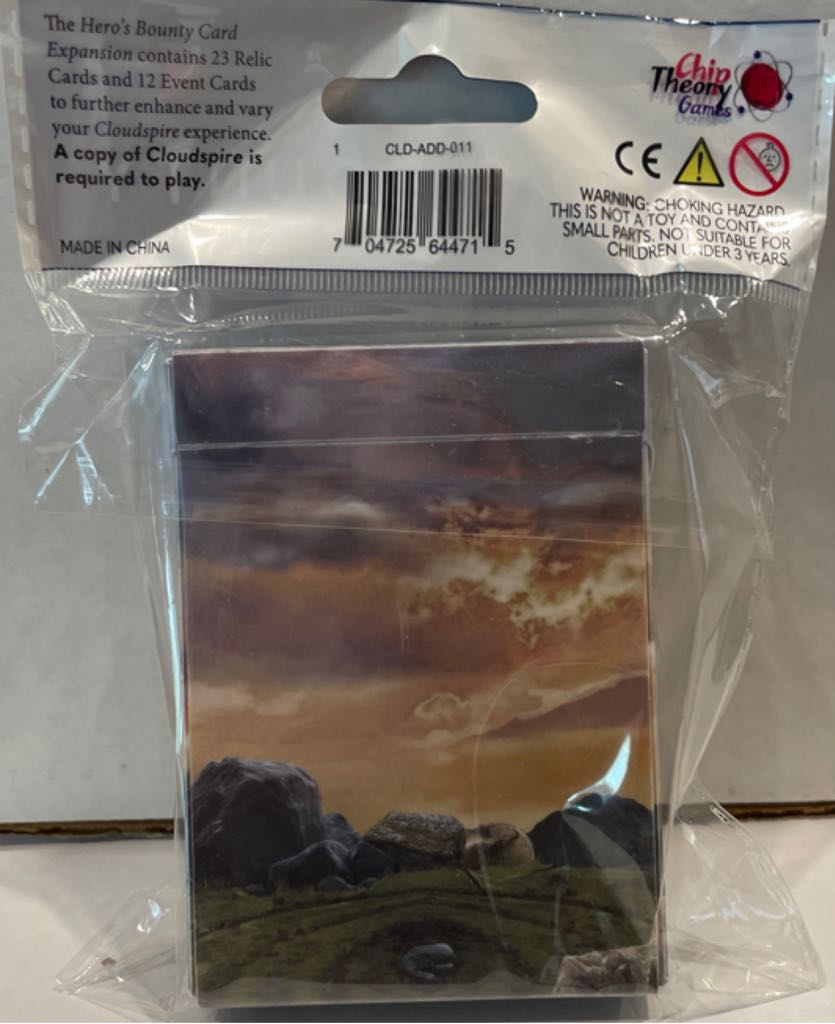 The Hero's Bounty Card
Expansion contains 23 Relic
Cards and 12 Event Cards
to further enhance and vary
your Cloudspire experience.
A copy of Cloudspire is
required to play.
MADE IN CHINA
1 CLD-ADD-011
7 04725 64471 5
Chip
Theory
Games
CE
WARNING: CHOKING HAZARD
THIS IS NOT A TOY AND CONTAINS
SMALL PARTS. NOT SUITABLE FOR
CHILDREN UNDER 3 YEARS.